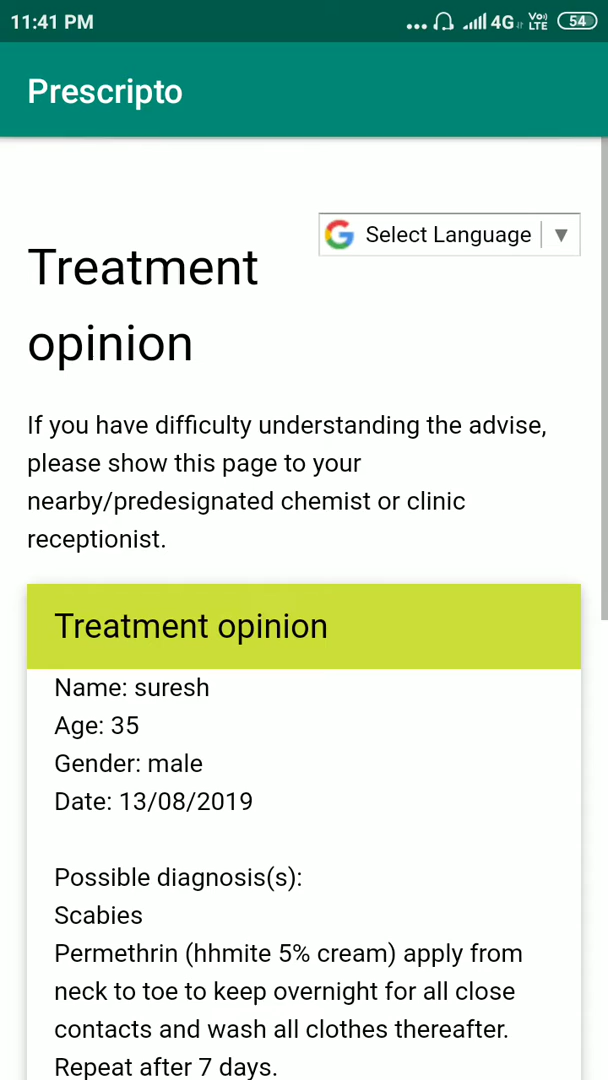 11:41 PM
4G
Vo)) LTE
54
Prescripto
Select Language
Treatment
opinion
If you have difficulty understanding the advise,
please show this page to your
nearby/predesignated chemist or clinic
receptionist.
Treatment opinion
Name: suresh
Age: 35
Gender: male
Date: 13/08/2019
Possible diagnosis(s):
Scabies
Permethrin (hhmite 5% cream) apply from
neck to toe to keep overnight for all close
contacts and wash all clothes thereafter.
Repeat after 7 days.